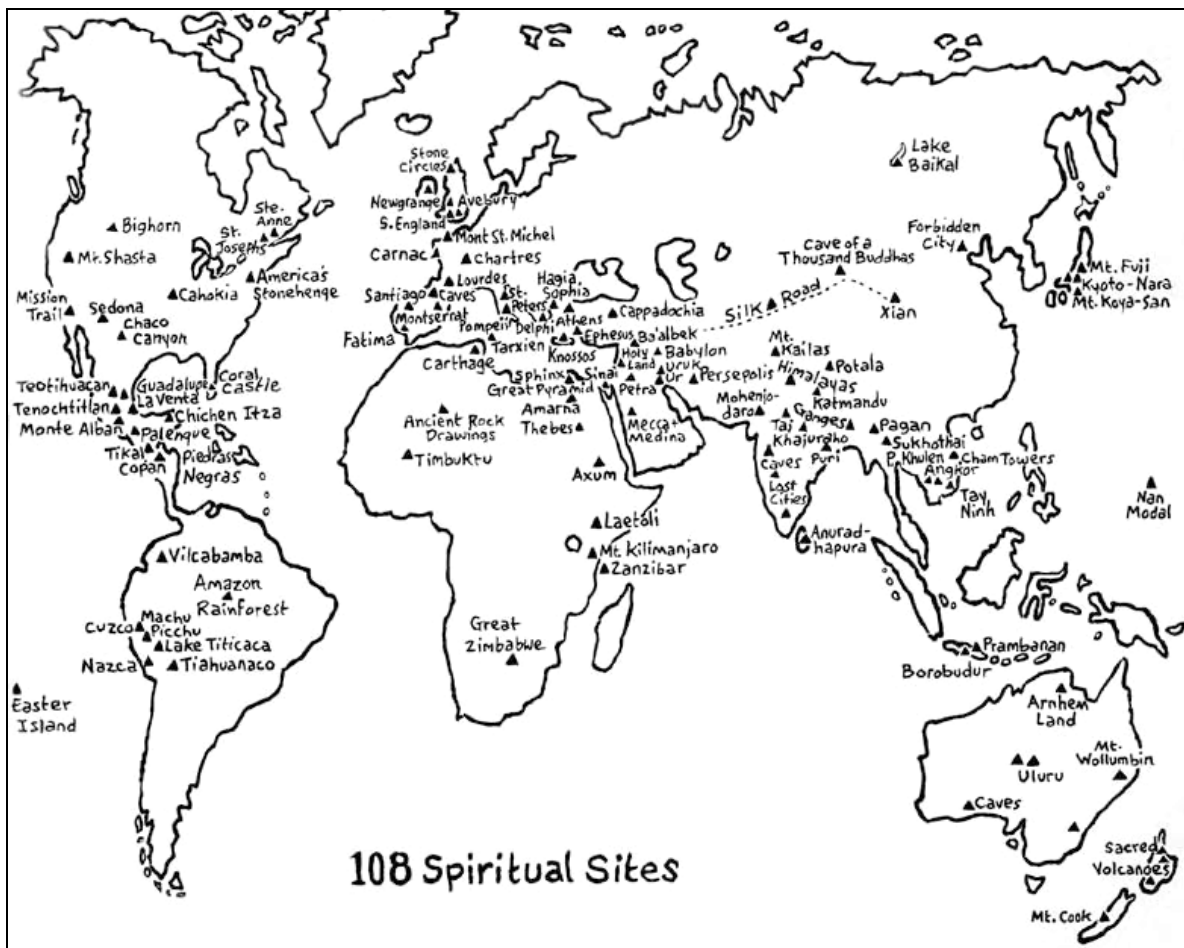 Stone
Circles
Newgrange
Avebury
S. England
Mont St. Michel
Carnac
Chartres
Lourdes
Santiago
Caves
Montserrat
Fatima
St.
Peters
Pompeii
Tarxien
Carthage
Hagia
Sophia
Delphi
Athens
Knossos
Ephesus
Cappadochia
Ba'albek
Holy
Land
Babylon
Uruk
Ur
Persepolis
Sinai
Petra
Sphinx
Great Pyramid
Amarna
Thebes
Mecca+
Medina
Ancient Rock
Drawings
Timbuktu
Axum
Laetoli
Mt. Kilimanjaro
Zanzibar
Great
Zimbabwe
Bighorn
Mt. Shasta
Ste.
Anne
St.
Josephs
America's
Stonehenge
Cahokia
Mission
Trail
Sedona
Chaco
Canyon
Coral
Castle
Teotihuacan
Guadalupe
La Venta
Tenochtitlan
Chichen Itza
Monte Alban
Palenque
Tikal
Copan
Piedras
Negras
Vilcabamba
Amazon
Rainforest
Cuzco
Machu
Picchu
Lake Titicaca
Nazca
Tiahuanaco
Easter
Island
Lake
Baikal
Forbidden
City
Cave of a
Thousand Buddhas
Silk Road
Xian
Mt. Fuji
Kyoto-Nara
Mt. Koya-San
Mt.
Kailas
Potala
Himalayas
Katmandu
Mohenjo-
daro
Ganges
Taj
Khajuraho
Puri
Caves
Lost
Cities
Anurad-
hapura
Pagan
Sukhothai
P. Khulen
Cham Towers
Angkor
Tay
Ninh
Nan
Modal
Prambanan
Borobudur
Arnhem
Land
Mt.
Wollumbin
Uluru
Caves
Sacred
Volcanoes
Mt. Cook
108 Spiritual Sites